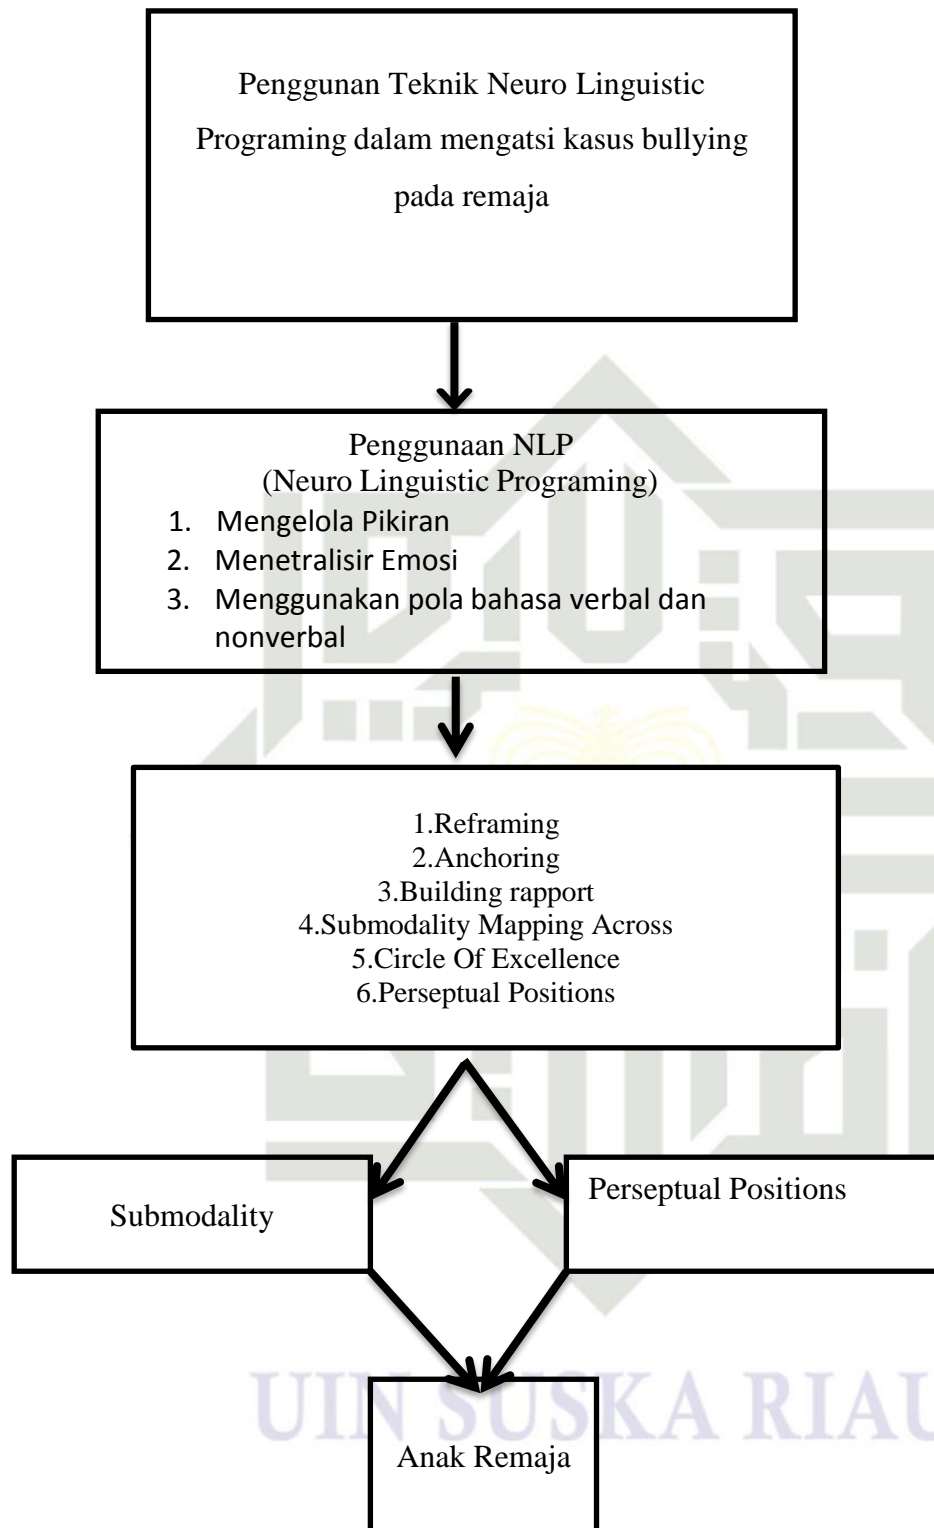 Penggunan Teknik Neuro Linguistic
Programing dalam mengatsi kasus bullying
pada remaja
Penggunaan NLP
(Neuro Linguistic Programing)
1. Mengelola Pikiran
2. Menetralisir Emosi
3. Menggunakan pola bahasa verbal dan
nonverbal
1.Reframing
2.Anchoring
3.Building rapport
4.Submodality Mapping Across
5.Circle Of Excellence
6.Perseptual Positions
Submodality
Perseptual Positions
UIN SUSKA RIAU
Anak Remaja